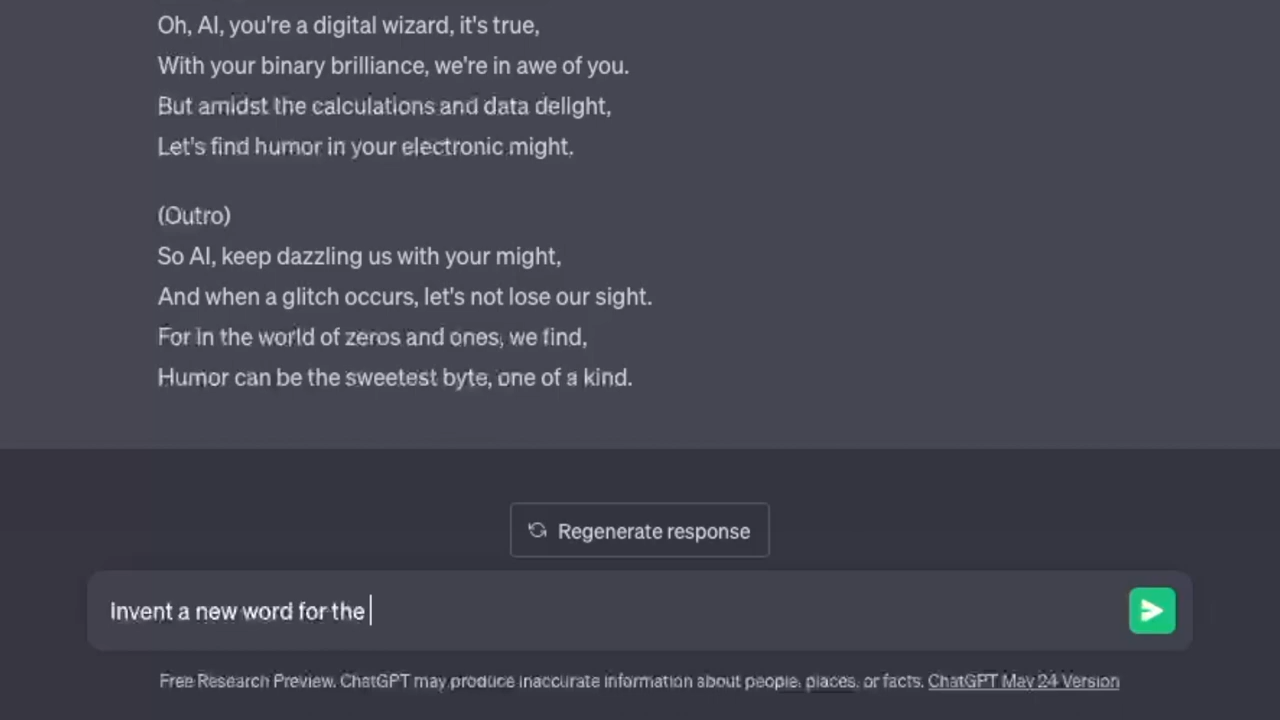 Oh, AI, you're a digital wizard, it's true,
With your binary brilliance, we're in awe of you.
But amidst the calculations and data delight,
Let's find humor in your electronic might.
(Outro)
So AI, keep dazzling us with your might,
And when a glitch occurs, let's not lose our sight.
For in the world of zeros and ones, we find,
Humor can be the sweetest byte, one of a kind.
Regenerate response
Invent a new word for the
Free Research Preview. ChatGPT may produce inaccurate information about people, places, or facts. ChatGPT May 24 Version